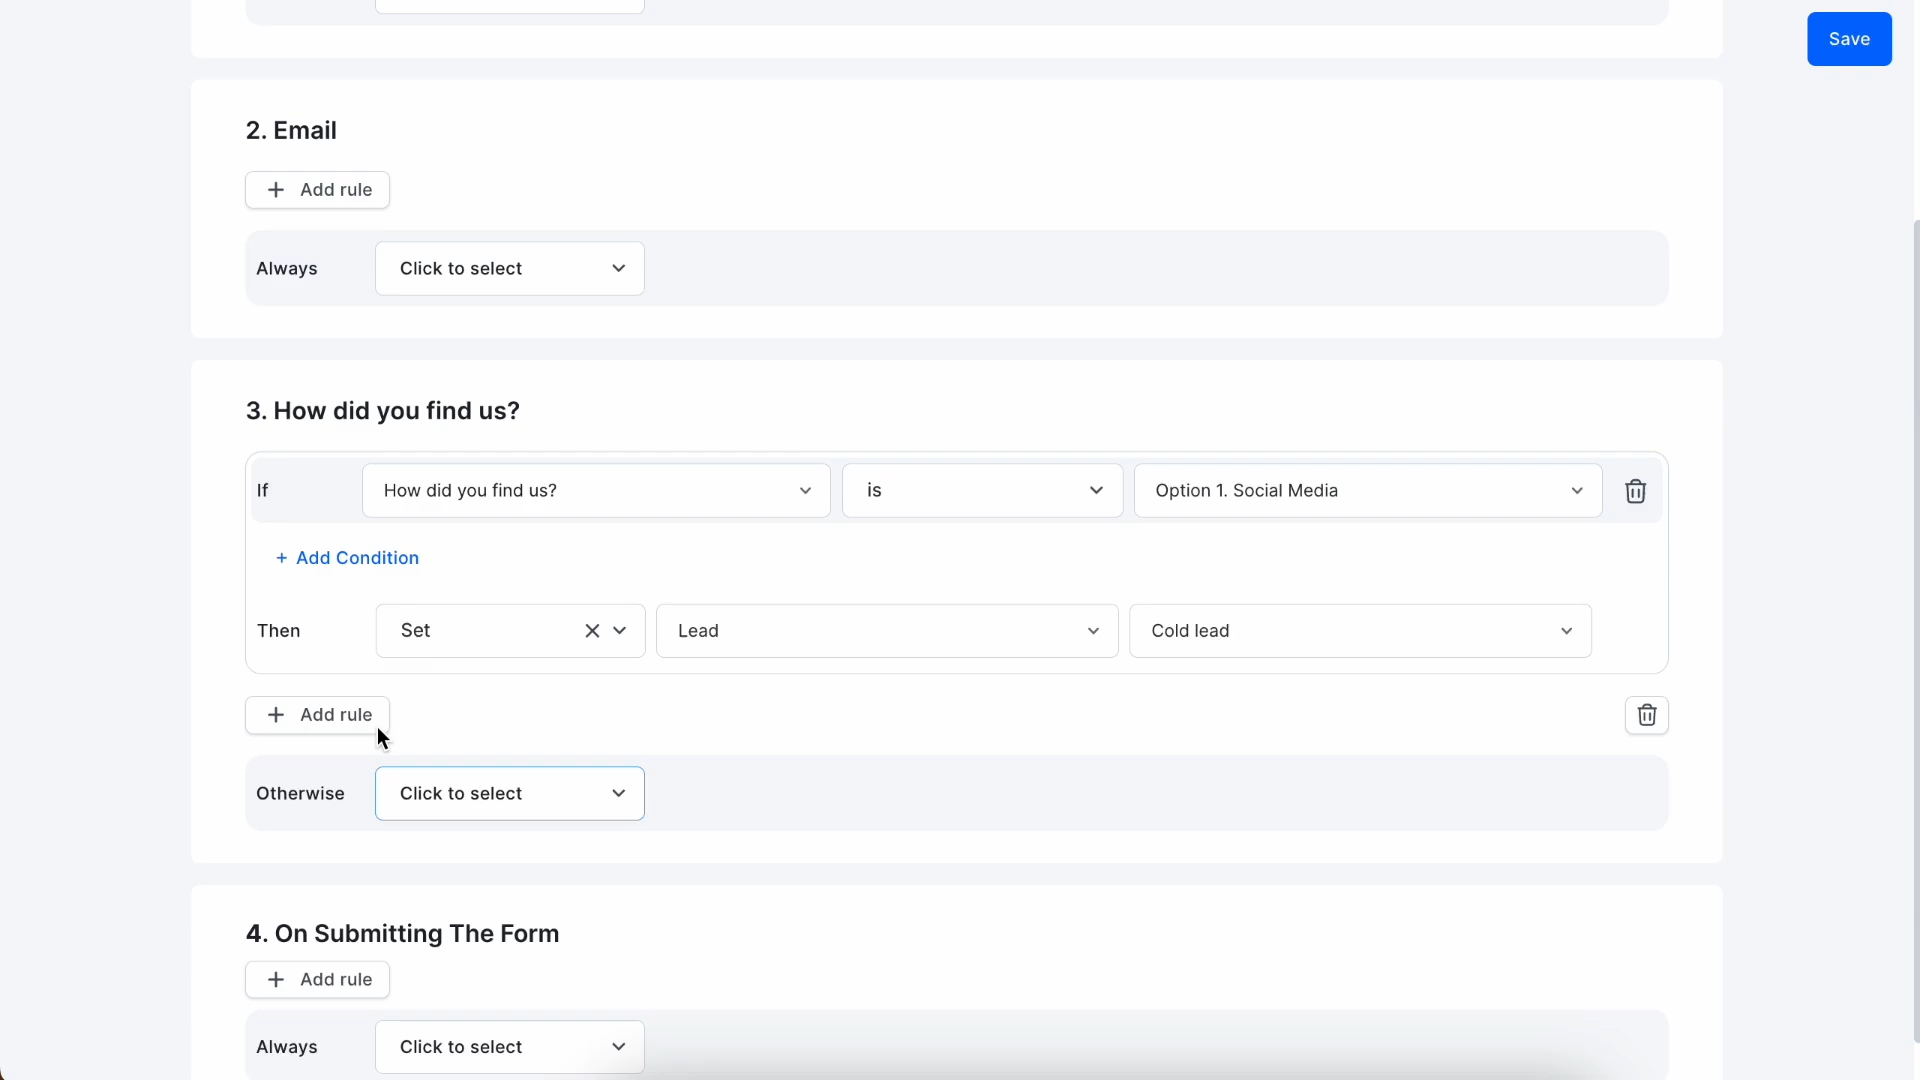 Save
2. Email
+ Add rule
Always Click to select
3. How did you find us?
If How did you find us? is Option 1. Social Media
+ Add Condition
Then Set Lead Cold lead
+ Add rule
Otherwise Click to select
4. On Submitting The Form
+ Add rule
Always Click to select